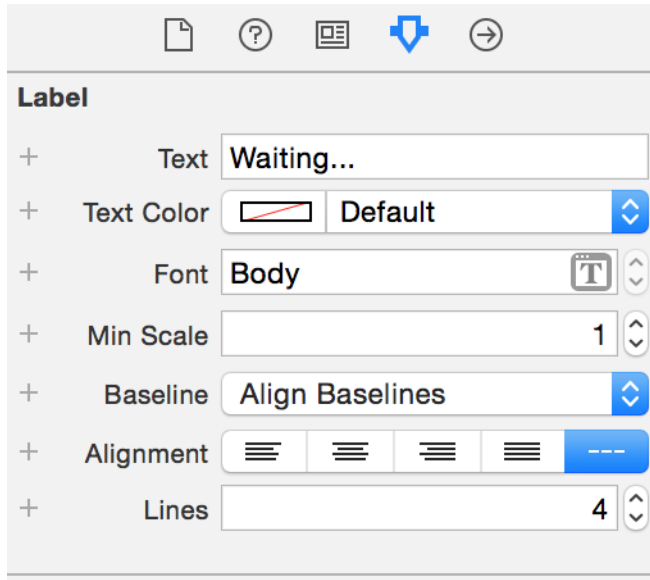 Label
Text Waiting...
Text Color Default
Font Body T
Min Scale 1
Baseline Align Baselines
Alignment ---
Lines 4